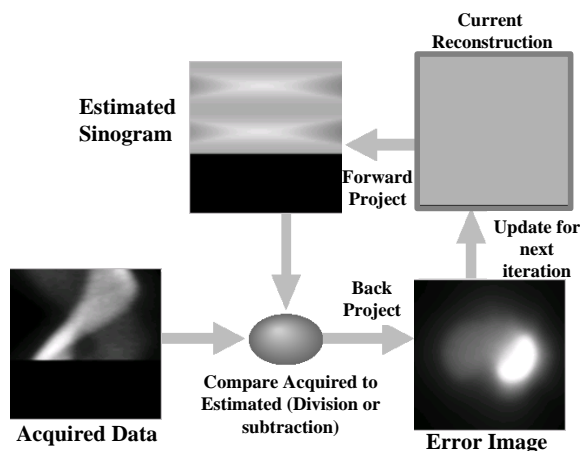 Current
Reconstruction
Estimated
Sinogram
Forward
Project
Update for
next
iteration
Back
Project
Compare Acquired to
Estimated (Division or
subtraction)
Acquired Data
Error Image